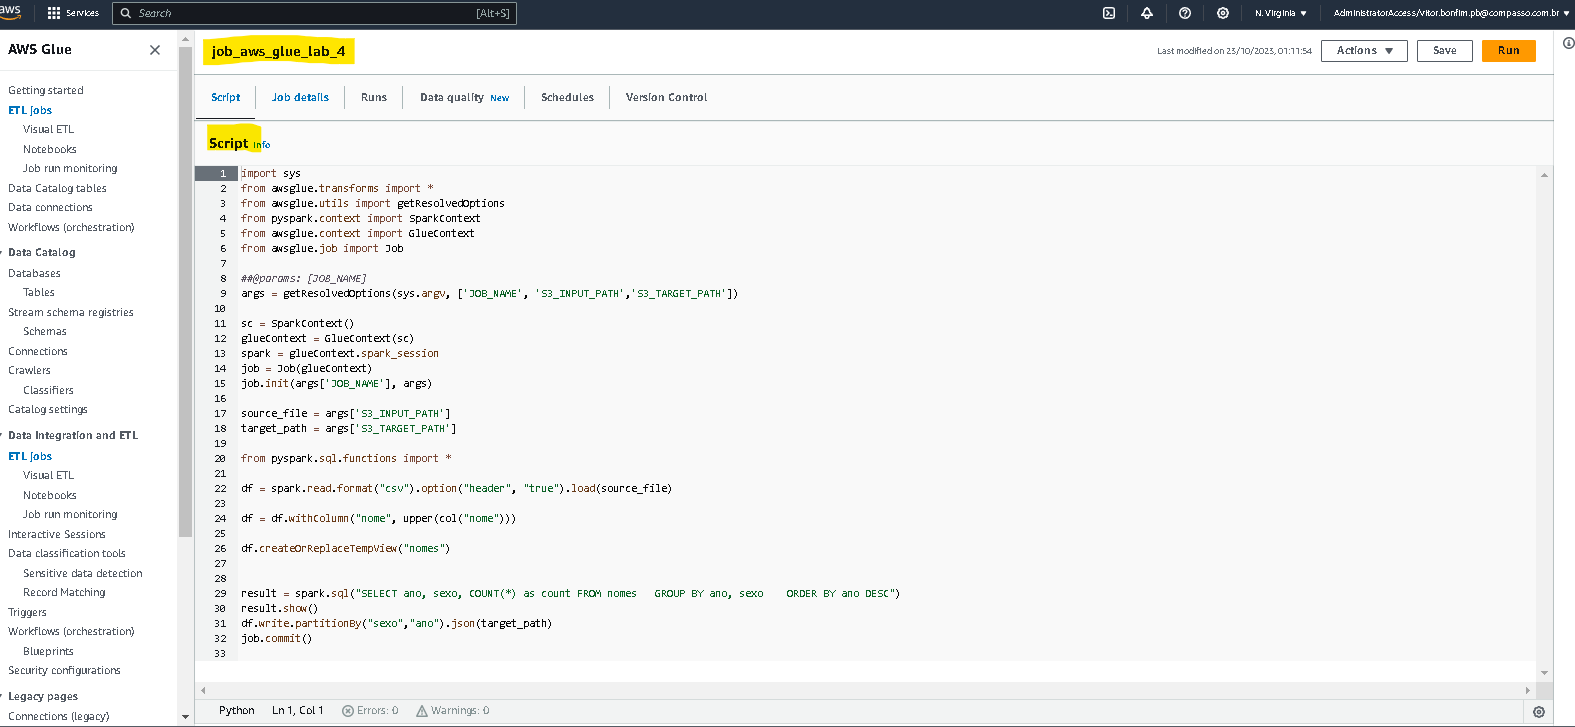 aws
Services
Search
[Alt+S]
N. Virginia
AdministratorAccess/vitor.bonfim.pb@compasso.com.br
AWS Glue
Getting started
ETL jobs
Visual ETL
Notebooks
Job run monitoring
Data Catalog tables
Data connections
Workflows (orchestration)
Data Catalog
Databases
Tables
Stream schema registries
Schemas
Connections
Crawlers
Classifiers
Catalog settings
Data Integration and ETL
ETL jobs
Visual ETL
Notebooks
Job run monitoring
Interactive Sessions
Data classification tools
Sensitive data detection
Record Matching
Triggers
Workflows (orchestration)
Blueprints
Security configurations
Legacy pages
Connections (legacy)
job_aws_glue_lab_4
Last modified on 23/10/2023, 01:11:54
Actions
Save
Run
Script
Job details
Runs
Data quality New
Schedules
Version Control
Script Info
1 import sys
2 from awsglue.transforms import *
3 from awsglue.utils import getResolvedOptions
4 from pyspark.context import SparkContext
5 from awsglue.context import GlueContext
6 from awsglue.job import Job
7
8 ##@params: [JOB_NAME]
9 args = getResolvedOptions(sys.argv, ['JOB_NAME', 'S3_INPUT_PATH','S3_TARGET_PATH'])
10
11 sc = SparkContext()
12 glueContext = GlueContext(sc)
13 spark = glueContext.spark_session
14 job = Job(glueContext)
15 job.init(args['JOB_NAME'], args)
16
17 source_file = args['S3_INPUT_PATH']
18 target_path = args['S3_TARGET_PATH']
19
20 from pyspark.sql.functions import *
21
22 df = spark.read.format("csv").option("header", "true").load(source_file)
23
24 df = df.withColumn("nome", upper(col("nome")))
25
26 df.createOrReplaceTempView("nomes")
27
28
29 result = spark.sql("SELECT ano, sexo, COUNT(*) as count FROM nomes   GROUP BY ano, sexo    ORDER BY ano DESC")
30 result.show()
31 df.write.partitionBy("sexo","ano").json(target_path)
32 job.commit()
33
Python
Ln 1, Col 1
Errors: 0
Warnings: 0